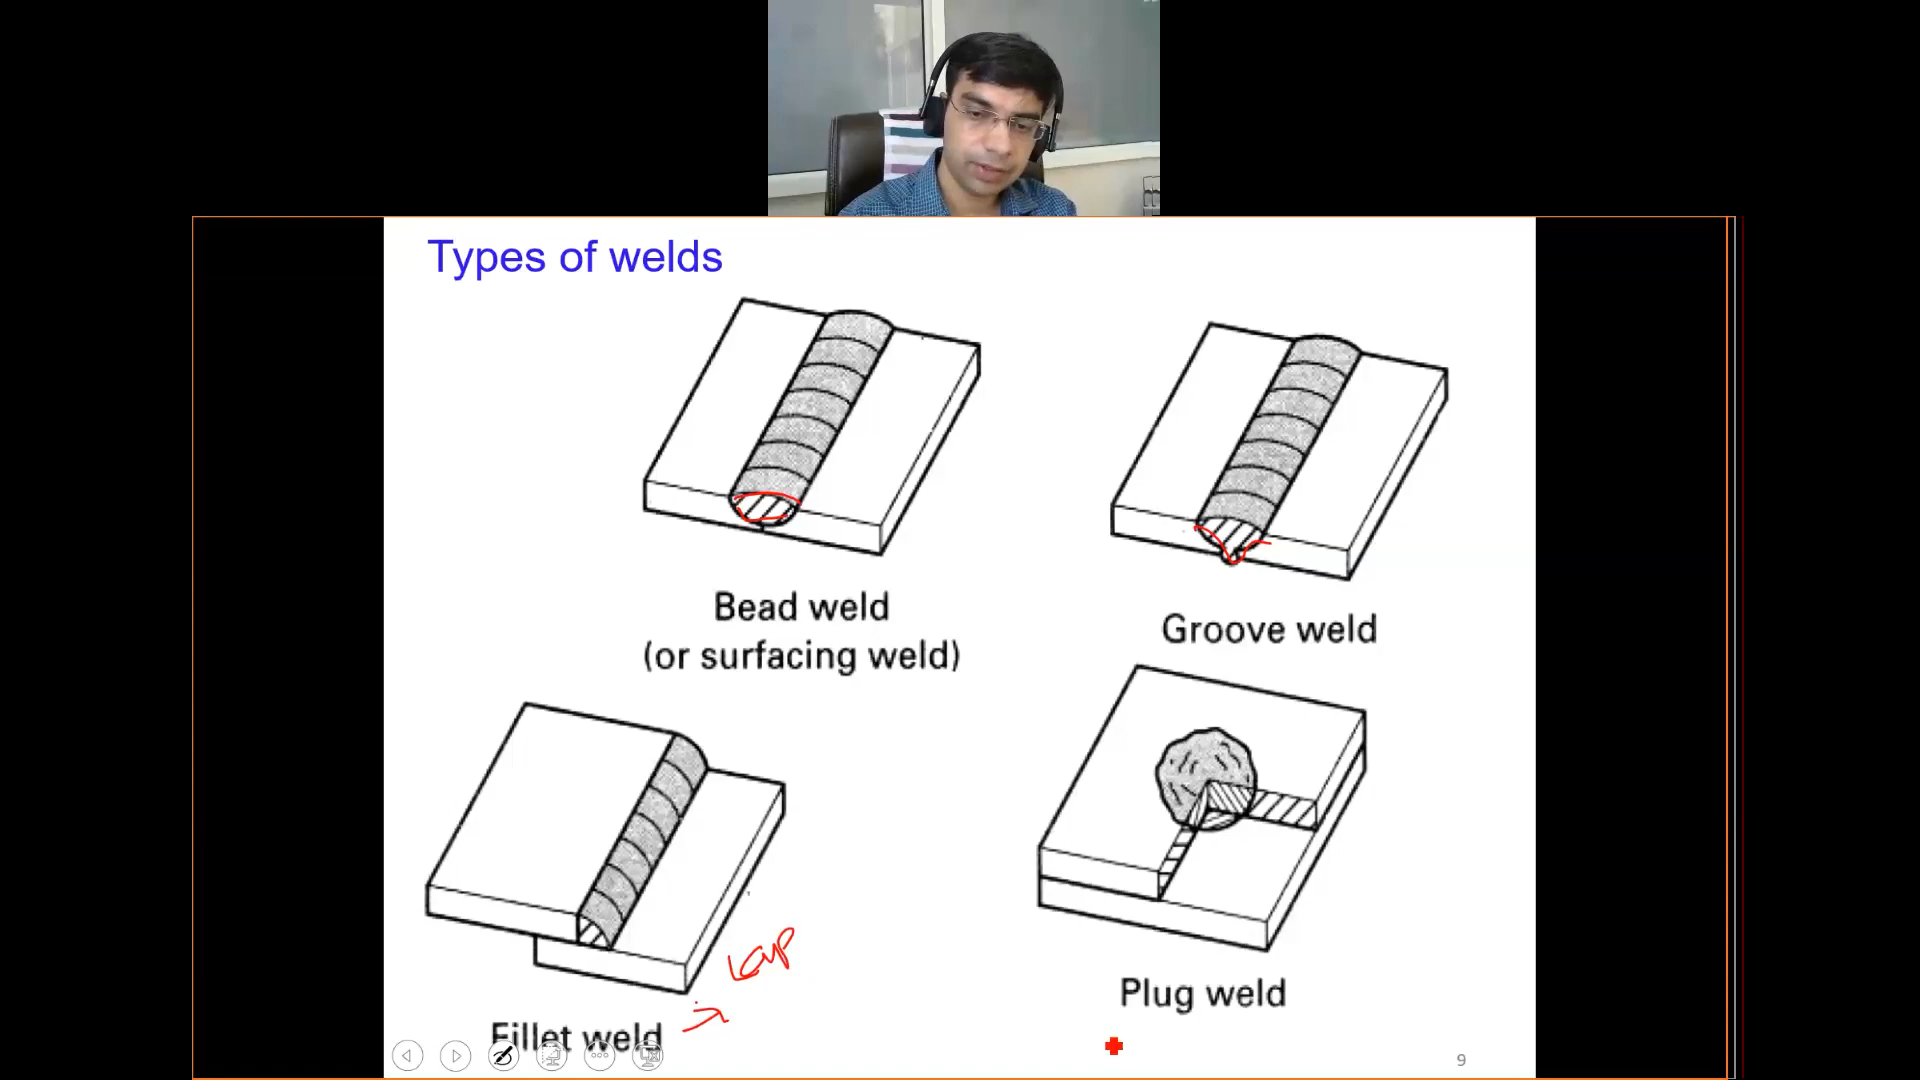 Types of welds
Bead weld
(or surfacing weld)
Groove weld
Lap
Plug weld
Fillet weld
9